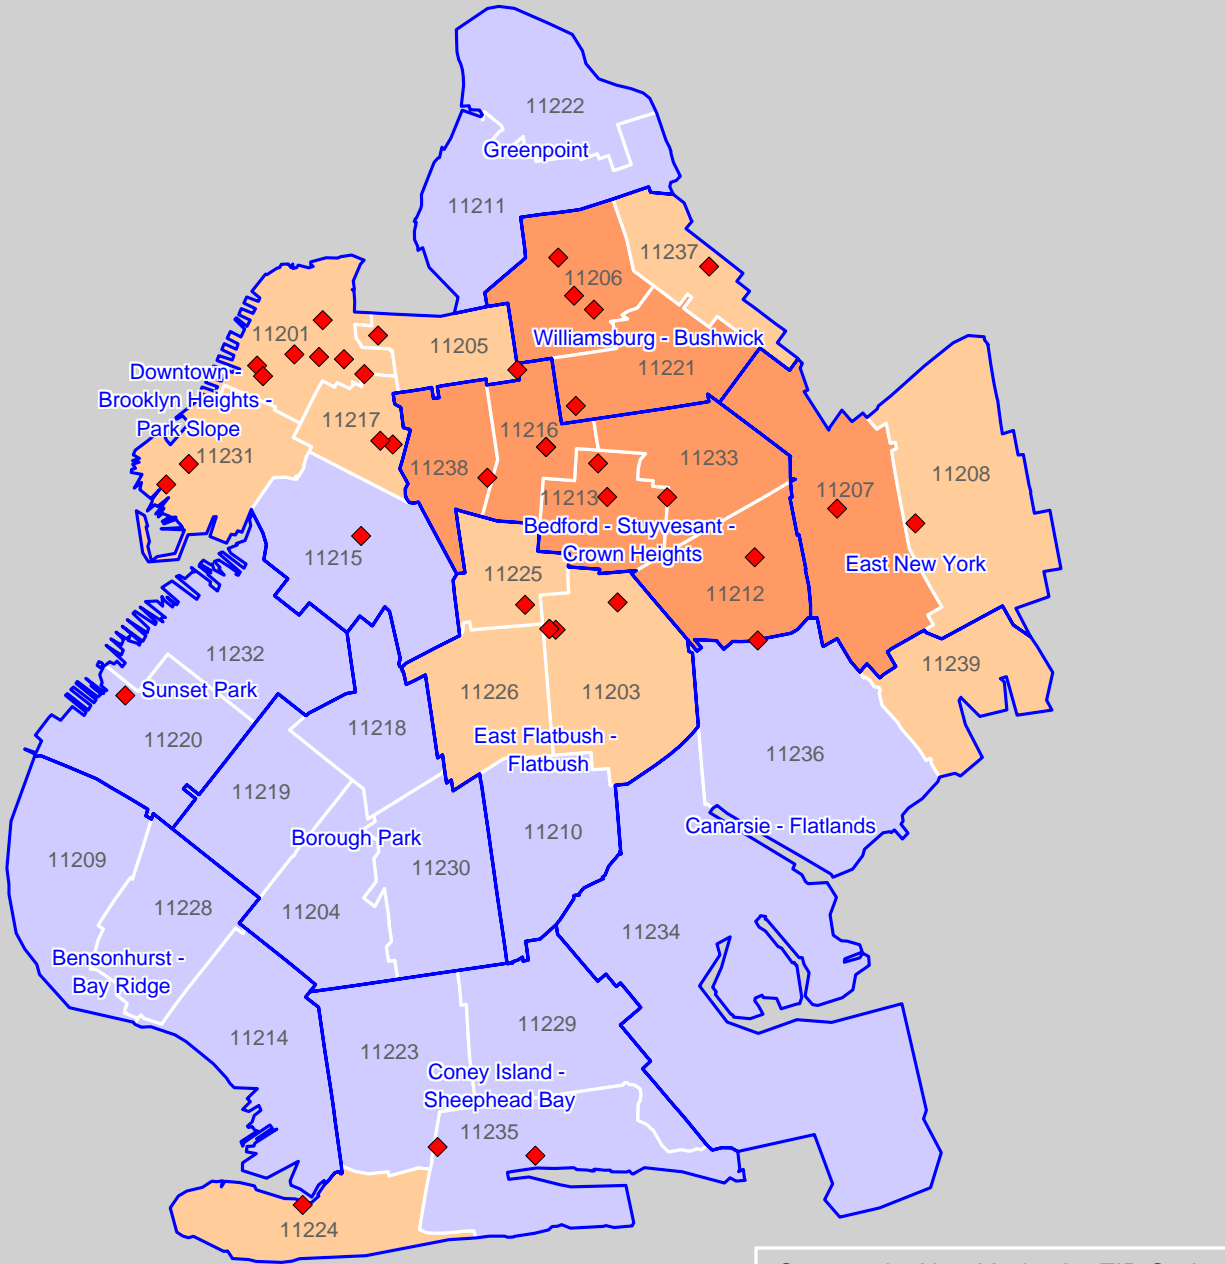 11222
Greenpoint
11211
11237
11206
11201
11205
Williamsburg - Bushwick
11221
Downtown -
Brooklyn Heights -
Park Slope
11217
11216
11231
11238
11233
11208
11207
11213
Bedford - Stuyvesant -
Crown Heights
11215
11225
East New York
11212
11232
11239
Sunset Park
11226
11203
11218
11220
East Flatbush -
Flatbush
11236
11219
Canarsie - Flatlands
Borough Park
11210
11209
11230
11228
11204
11234
Bensonhurst -
Bay Ridge
11229
11214
11223
Coney Island -
Sheephead Bay
11235
11224